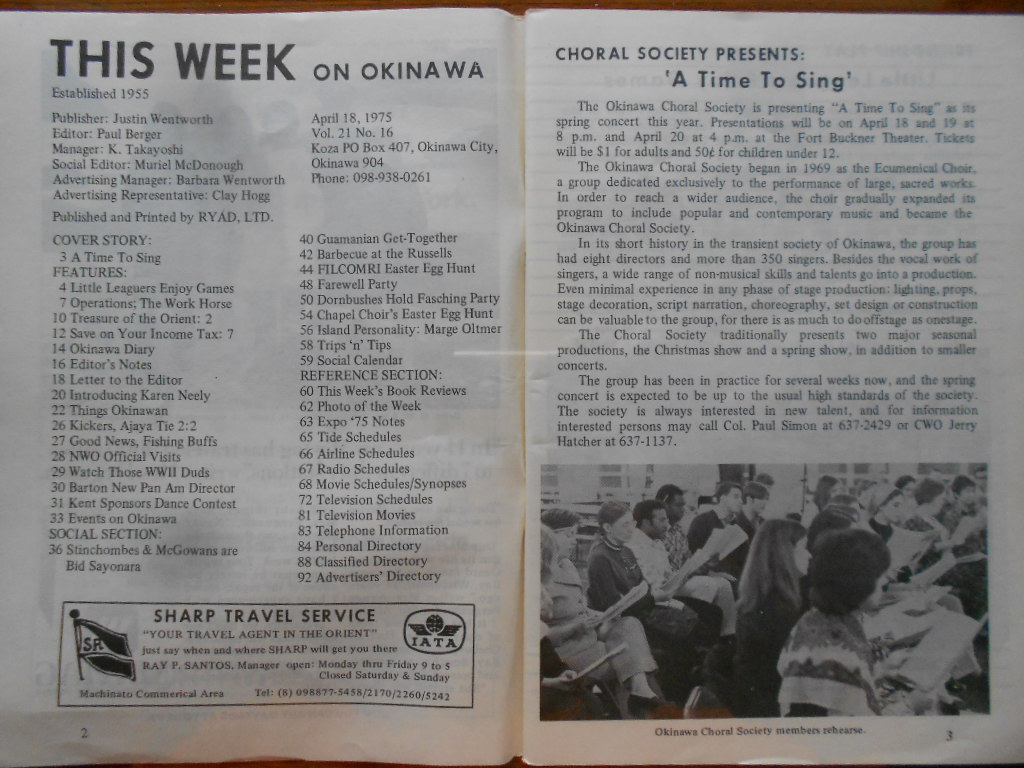 THIS WEEK ON OKINAWA
Established 1955
Publisher: Justin Wentworth
Editor: Paul Berger
Manager: K. Takayoshi
Social Editor: Muriel McDonough
Advertising Manager: Barbara Wentworth
Advertising Representative: Clay Hogg
Published and Printed by RYAD, LTD.
April 18, 1975
Vol. 21 No. 16
Koza PO Box 407, Okinawa City,
Okinawa 904
Phone: 098-938-0261
COVER STORY:
3 A Time To Sing
FEATURES:
4 Little Leaguers Enjoy Games
7 Operations; The Work Horse
10 Treasure of the Orient: 2
12 Save on Your Income Tax: 7
14 Okinawa Diary
16 Editor's Notes
18 Letter to the Editor
20 Introducing Karen Neely
22 Things Okinawan
26 Kickers, Ajaya Tie 2:2
27 Good News, Fishing Buffs
28 NWO Official Visits
29 Watch Those WWII Duds
30 Barton New Pan Am Director
31 Kent Sponsors Dance Contest
33 Events on Okinawa
SOCIAL SECTION:
36 Stinchombes & McGowans are
Bid Sayonara
40 Guamanian Get-Together
42 Barbecue at the Russells
44 FILCOMRI Easter Egg Hunt
48 Farewell Party
50 Dornbushes Hold Fasching Party
54 Chapel Choir's Easter Egg Hunt
56 Island Personality: Marge Oltmer
58 Trips 'n' Tips
59 Social Calendar
REFERENCE SECTION:
60 This Week's Book Reviews
62 Photo of the Week
63 Expo '75 Notes
65 Tide Schedules
66 Airline Schedules
67 Radio Schedules
68 Movie Schedules/Synopses
72 Television Schedules
81 Television Movies
83 Telephone Information
84 Personal Directory
88 Classified Directory
92 Advertisers' Directory
SHARP TRAVEL SERVICE
"YOUR TRAVEL AGENT IN THE ORIENT"
just say when and where SHARP will get you there
RAY P. SANTOS, Manager open: Monday thru Friday 9 to 5
Closed Saturday & Sunday
Machinato Commerical Area Tel: (8) 098877-5458/2170/2260/5242
IATA
2
CHORAL SOCIETY PRESENTS:
'A Time To Sing'
The Okinawa Choral Society is presenting "A Time To Sing" as its
spring concert this year. Presentations will be on April 18 and 19 at
8 p.m. and April 20 at 4 p.m. at the Fort Buckner Theater. Tickets
will be $1 for adults and 50¢ for children under 12.
The Okinawa Choral Society began in 1969 as the Ecumenical Choir,
a group dedicated exclusively to the performance of large, sacred works.
In order to reach a wider audience, the choir gradually expanded its
program to include popular and contemporary music and became the
Okinawa Choral Society.
In its short history in the transient society of Okinawa, the group has
had eight directors and more than 350 singers. Besides the vocal work of
singers, a wide range of non-musical skills and talents go into a production.
Even minimal experience in any phase of stage production: lighting, props,
stage decoration, script narration, choreography, set design or construction
can be valuable to the group, for there is as much to do offstage as onstage.
The Choral Society traditionally presents two major seasonal
productions, the Christmas show and a spring show, in addition to smaller
concerts.
The group has been in practice for several weeks now, and the spring
concert is expected to be up to the usual high standards of the society.
The society is always interested in new talent, and for information
interested persons may call Col. Paul Simon at 637-2429 or CWO Jerry
Hatcher at 637-1137.
Okinawa Choral Society members rehearse.
3